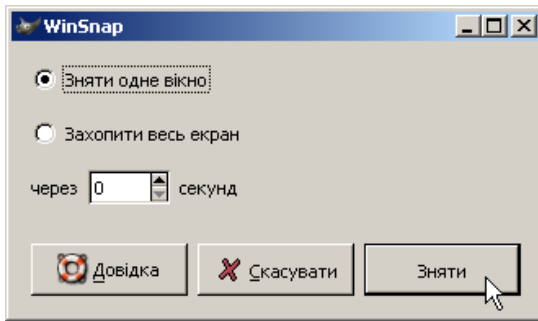 WinSnap
Зняти одне вікно
Захопити весь екран
через 0 секунд
Довідка Скасувати Зняти